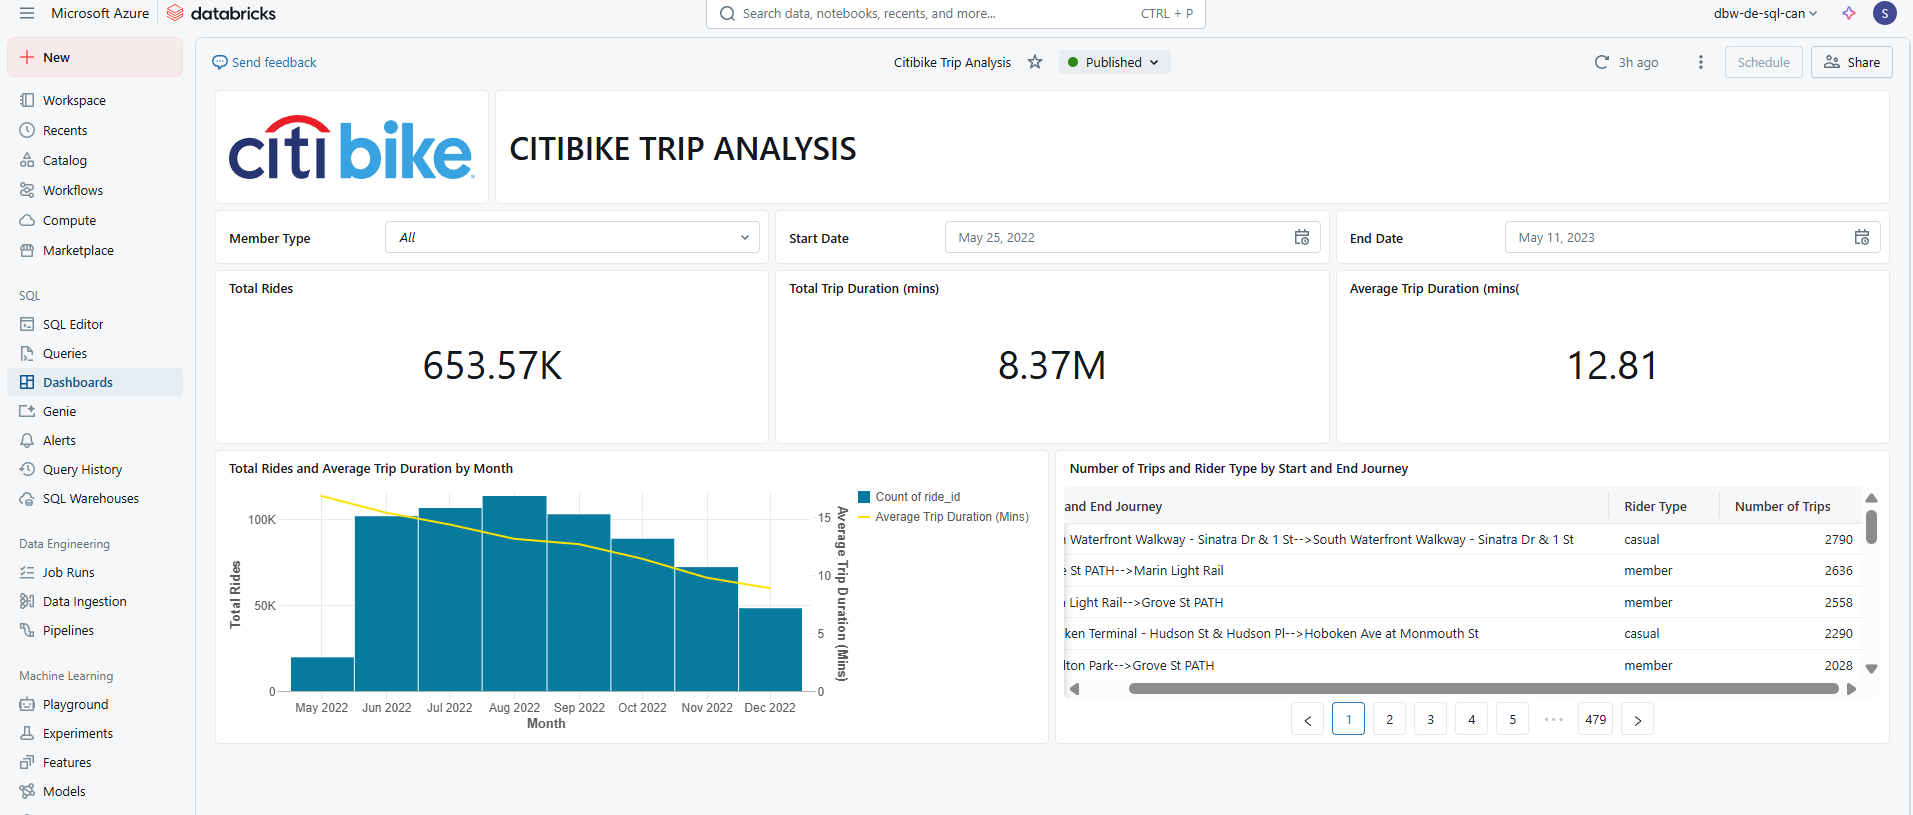 Microsoft Azure databricks
Search data, notebooks, recents, and more... CTRL + P
dbw-de-sql-can S
New
Workspace
Recents
Catalog
Workflows
Compute
Marketplace
SQL
SQL Editor
Queries
Dashboards
Genie
Alerts
Query History
SQL Warehouses
Data Engineering
Job Runs
Data Ingestion
Pipelines
Machine Learning
Playground
Experiments
Features
Models
Send feedback
Citibike Trip Analysis Published
3h ago Schedule Share
citi bike
CITIBIKE TRIP ANALYSIS
Member Type All
Start Date May 25, 2022
End Date May 11, 2023
Total Rides
653.57K
Total Trip Duration (mins)
8.37M
Average Trip Duration (mins(
12.81
Total Rides and Average Trip Duration by Month
Count of ride_id
Average Trip Duration (Mins)
Total Rides
100K
50K
0
15
10
5
0
Average Trip Duration (Mins)
May 2022 Jun 2022 Jul 2022 Aug 2022 Sep 2022 Oct 2022 Nov 2022 Dec 2022
Month
Number of Trips and Rider Type by Start and End Journey
and End Journey Rider Type Number of Trips
Waterfront Walkway - Sinatra Dr & 1 St-->South Waterfront Walkway - Sinatra Dr & 1 St casual 2790
St PATH-->Marin Light Rail member 2636
Light Rail-->Grove St PATH member 2558
ken Terminal - Hudson St & Hudson Pl-->Hoboken Ave at Monmouth St casual 2290
lton Park-->Grove St PATH member 2028
< 1 2 3 4 5 ••• 479 >